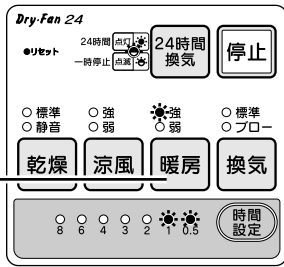 Dry・Fan 24
●リセット
24時間 点灯
一時停止 点滅
24時間
換気
停止
○標準 ○強 強 ○標準
○静音 ○弱 ○弱 ○ブロー
乾燥 涼風 暖房 換気
8 6 4 3 2 1 0.5
時間
設定